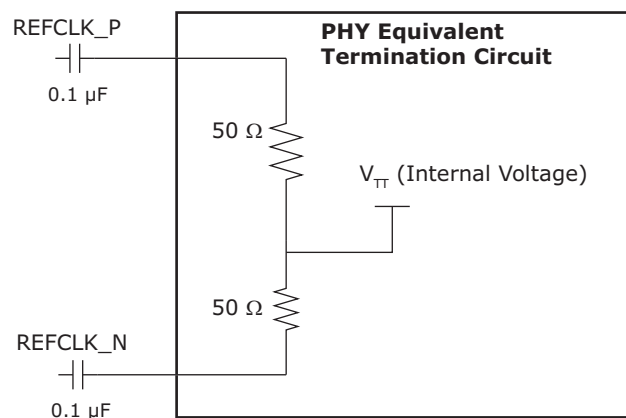 REFCLK_P
0.1 µF
PHY Equivalent
Termination Circuit
50 Ω
V_TT (Internal Voltage)
50 Ω
REFCLK_N
0.1 µF